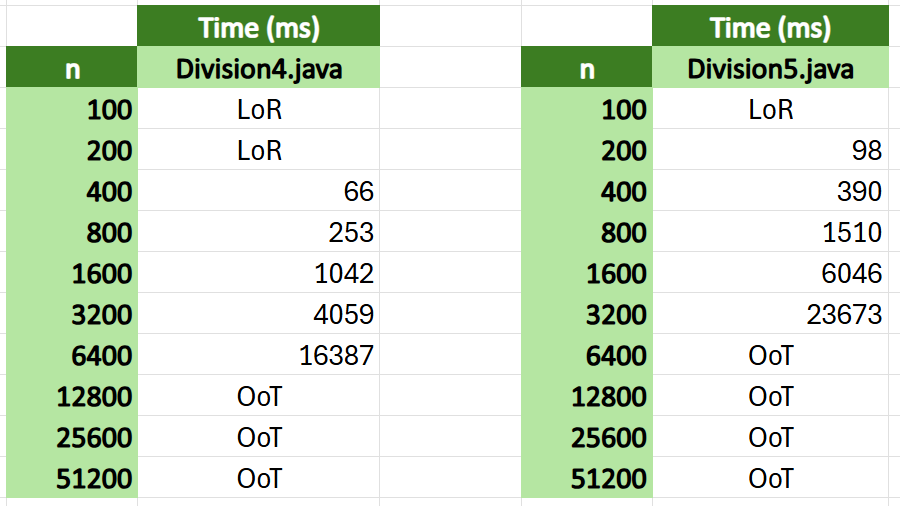 Time (ms) Time (ms)
n Division4.java n Division5.java
100 LoR 100 LoR
200 LoR 200 98
400 66 400 390
800 253 800 1510
1600 1042 1600 6046
3200 4059 3200 23673
6400 16387 6400 OoT
12800 OoT 12800 OoT
25600 OoT 25600 OoT
51200 OoT 51200 OoT